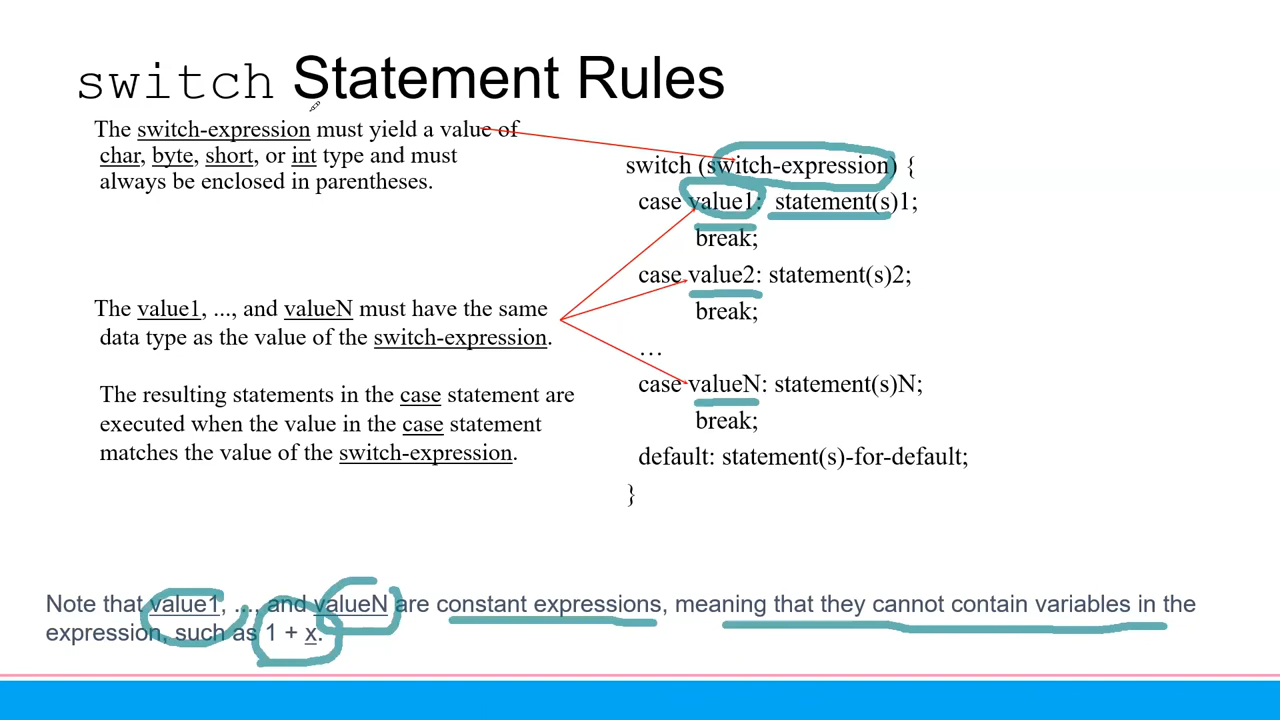 switch Statement Rules
The switch-expression must yield a value of
char, byte, short, or int type and must
always be enclosed in parentheses.
The value1, ..., and valueN must have the same
data type as the value of the switch-expression.
The resulting statements in the case statement are
executed when the value in the case statement
matches the value of the switch-expression.
switch (switch-expression) {
case value1: statement(s)1;
break;
case value2: statement(s)2;
break;
…
case valueN: statement(s)N;
break;
default: statement(s)-for-default;
}
Note that value1, ..., and valueN are constant expressions, meaning that they cannot contain variables in the
expression, such as 1 + x.